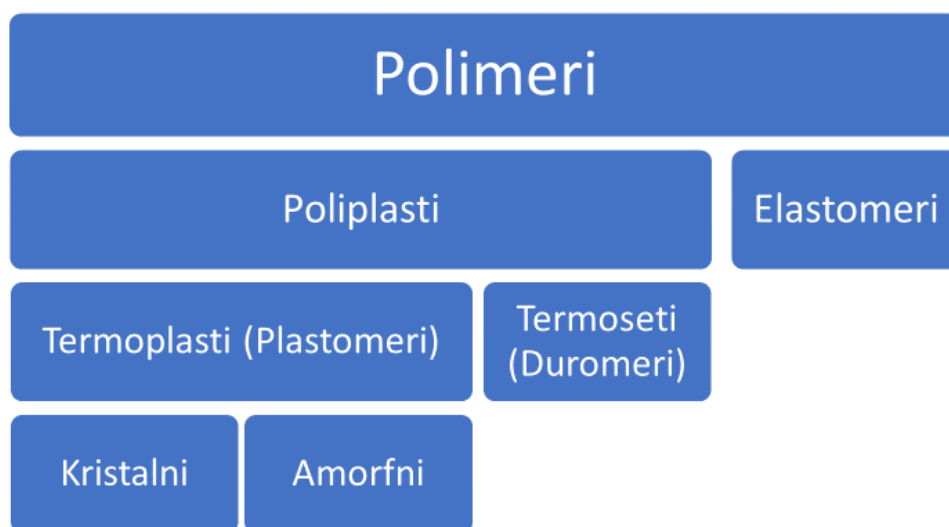 Polimeri
Poliplasti
Elastomeri
Termoplasti (Plastomeri)
Termoseti
(Duromeri)
Kristalni
Amorfni